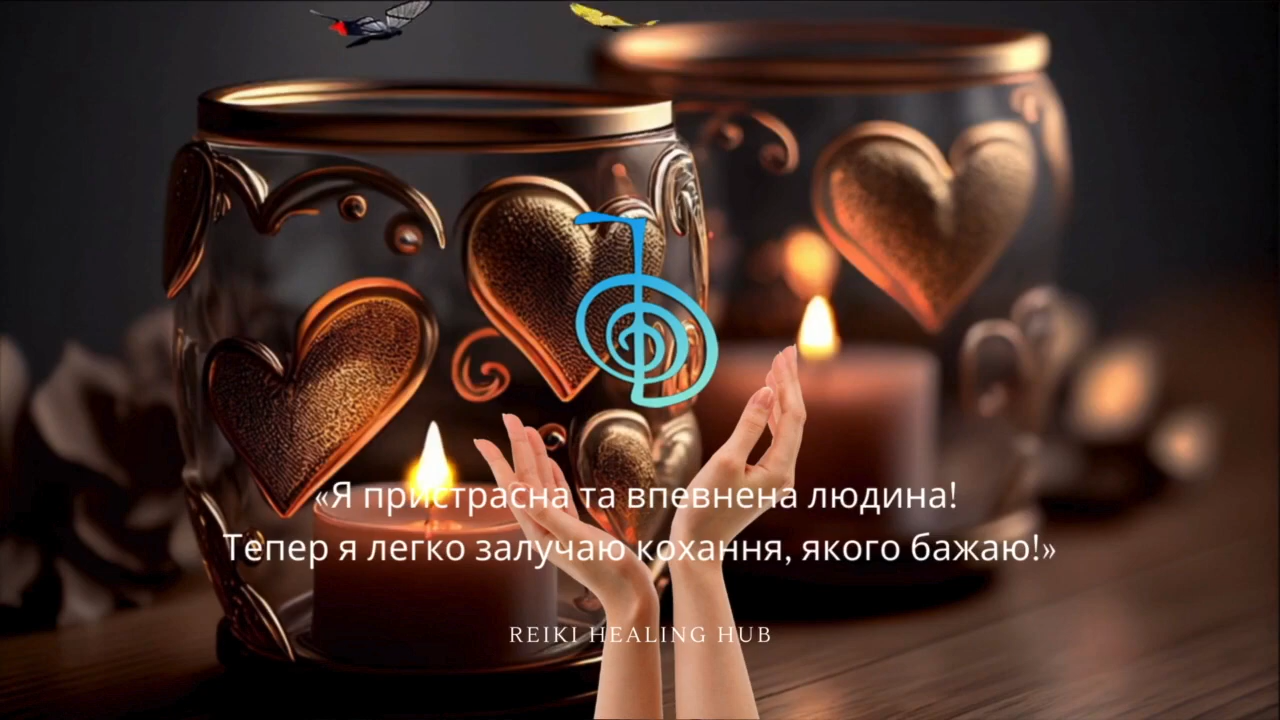 «Я пристрасна та впевнена людина!
Тепер я легко залучаю кохання, якого бажаю!»
REIKI HEALING HUB